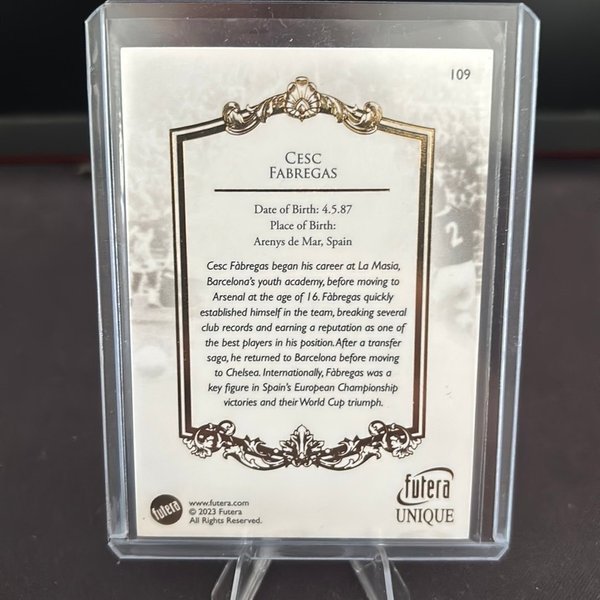 109
CESC
FABREGAS
Date of Birth: 4.5.87
Place of Birth:
Arenys de Mar, Spain
Cesc Fàbregas began his career at La Masia,
Barcelona's youth academy, before moving to
Arsenal at the age of 16. Fàbregas quickly
established himself in the team, breaking several
club records and earning a reputation as one of
the best players in his position. After a transfer
saga, he returned to Barcelona before moving
to Chelsea. Internationally, Fàbregas was a
key figure in Spain's European Championship
victories and their World Cup triumph.
futera
www.futera.com
© 2023 Futera
All Rights Reserved.
futera
UNIQUE
2